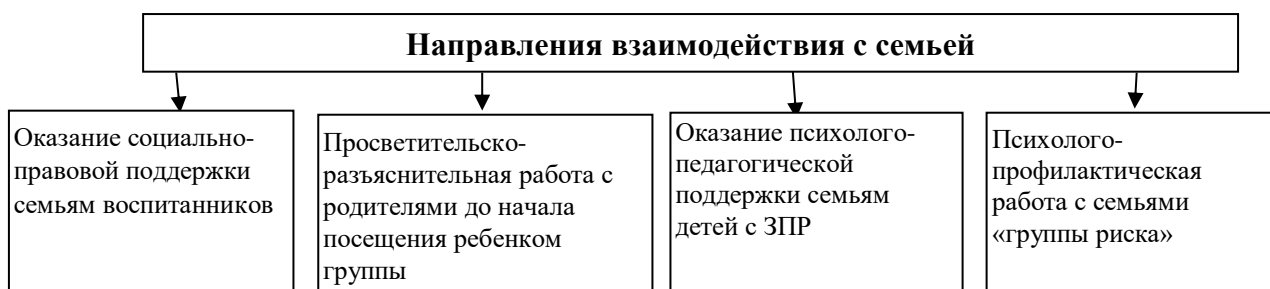 Направления взаимодействия с семьей
Оказание социально-
правовой поддержки
семьям воспитанников
Просветительско-
разъяснительная работа с
родителями до начала
посещения ребенком
группы
Оказание психолого-
педагогической
поддержки семьям
детей с ЗПР
Психолого-
профилактическая
работа с семьями
«группы риска»